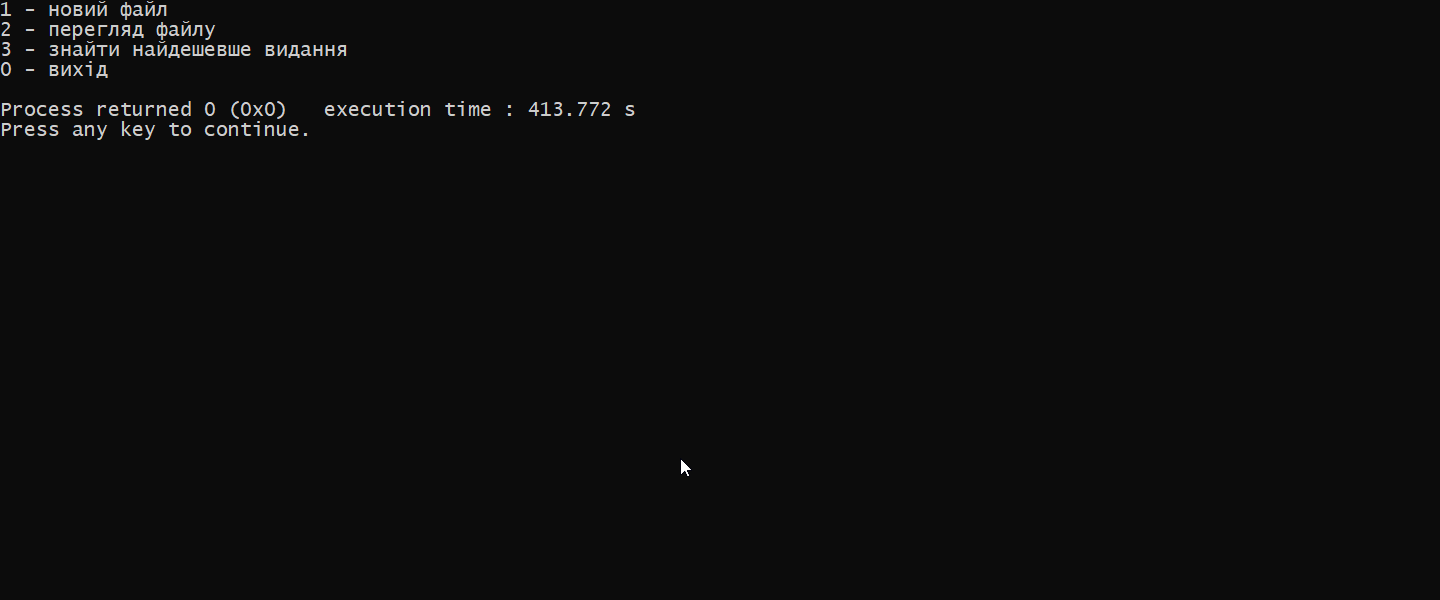 1 - новий файл
2 - перегляд файлу
3 - знайти найдешевше видання
0 - вихід
Process returned 0 (0x0)   execution time : 413.772 s
Press any key to continue.